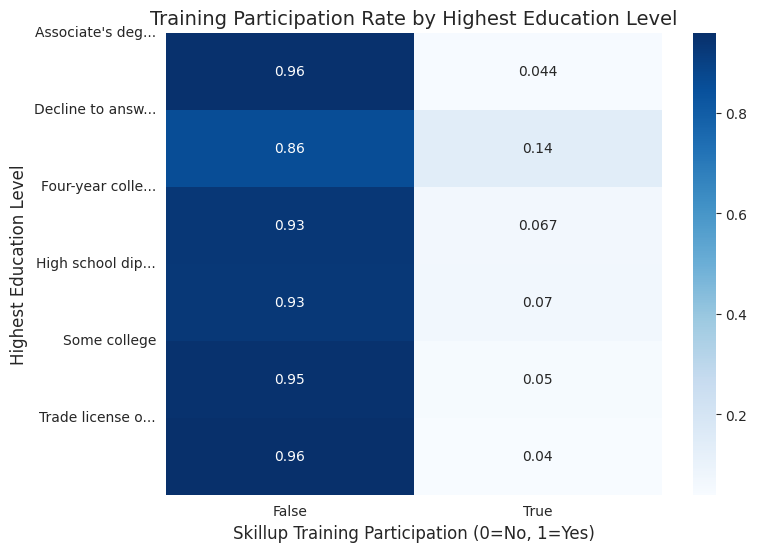 Training Participation Rate by Highest Education Level
Associate's deg...
Decline to answ...
Four-year colle...
High school dip...
Some college
Trade license o...
Highest Education Level
0.96 0.044
0.86 0.14
0.93 0.067
0.93 0.07
0.95 0.05
0.96 0.04
False True
Skillup Training Participation (0=No, 1=Yes)
0.8
0.6
0.4
0.2